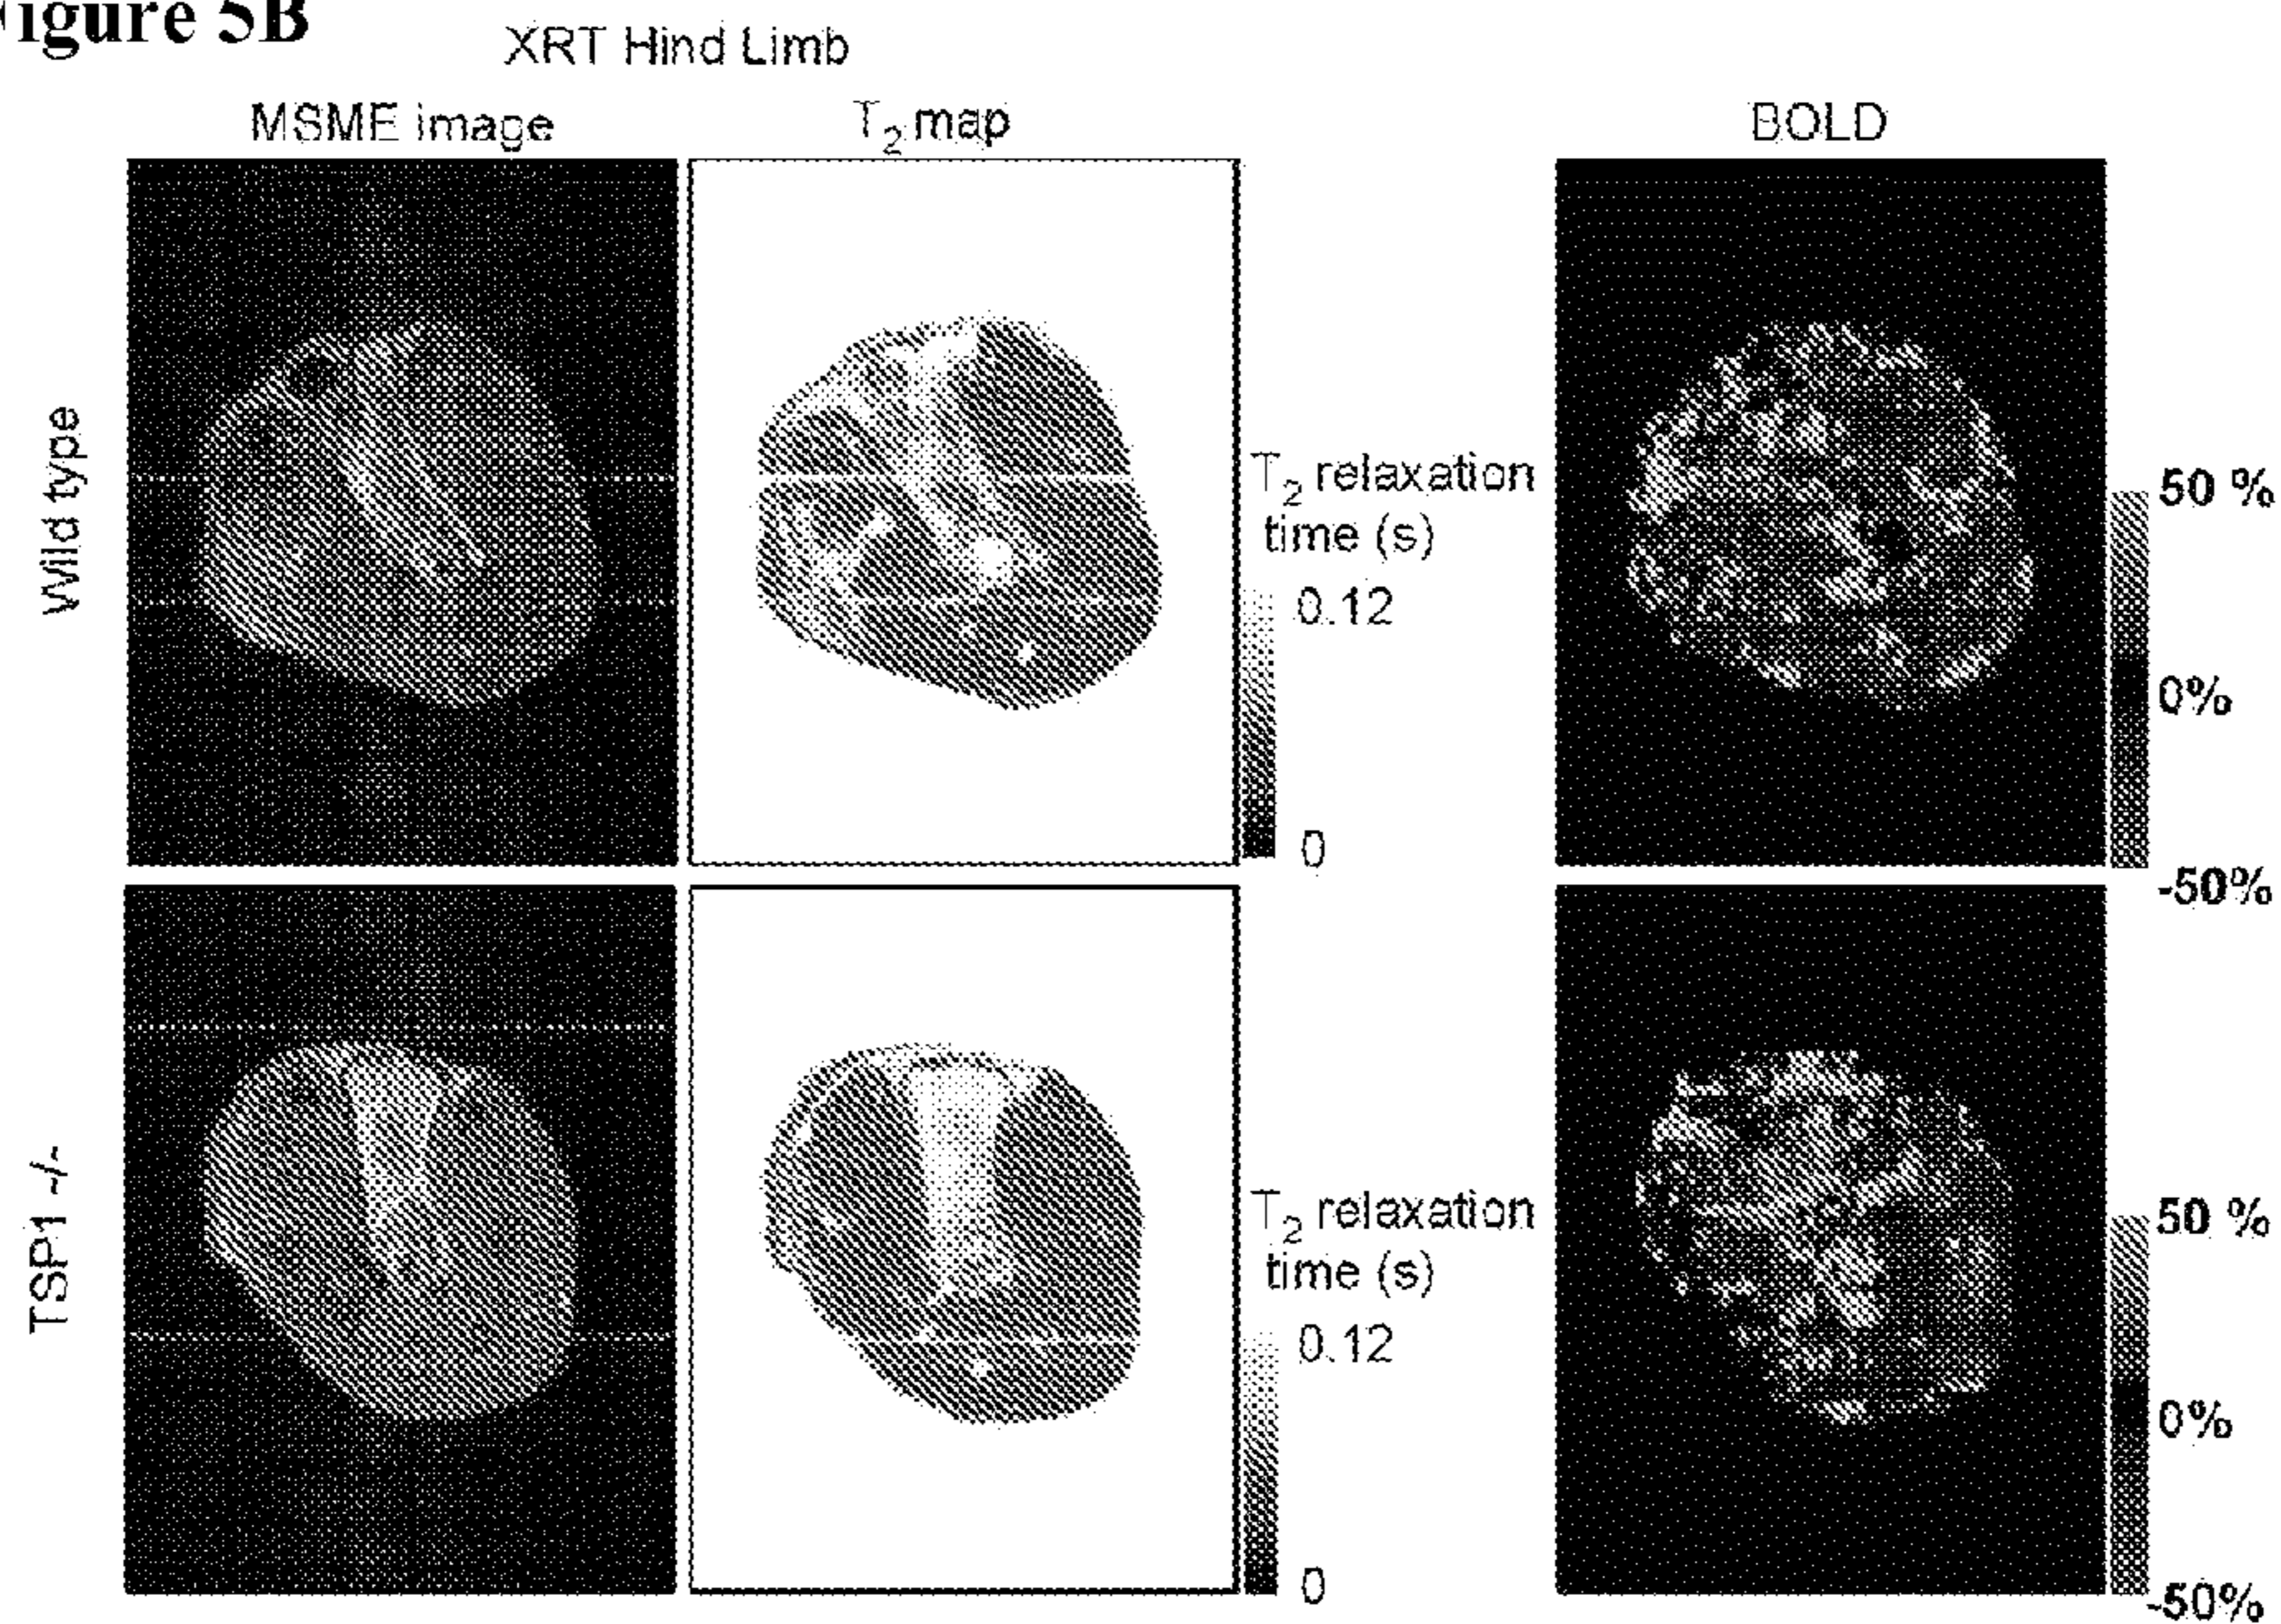 Figure 5B
XRT Hind Limb
MSME image
T2 map
BOLD
Wild type
T2 relaxation
time (s)
0.12
0
50 %
0%
-50%
TSP1 -/-
T2 relaxation
time (s)
0.12
0
50 %
0%
-50%